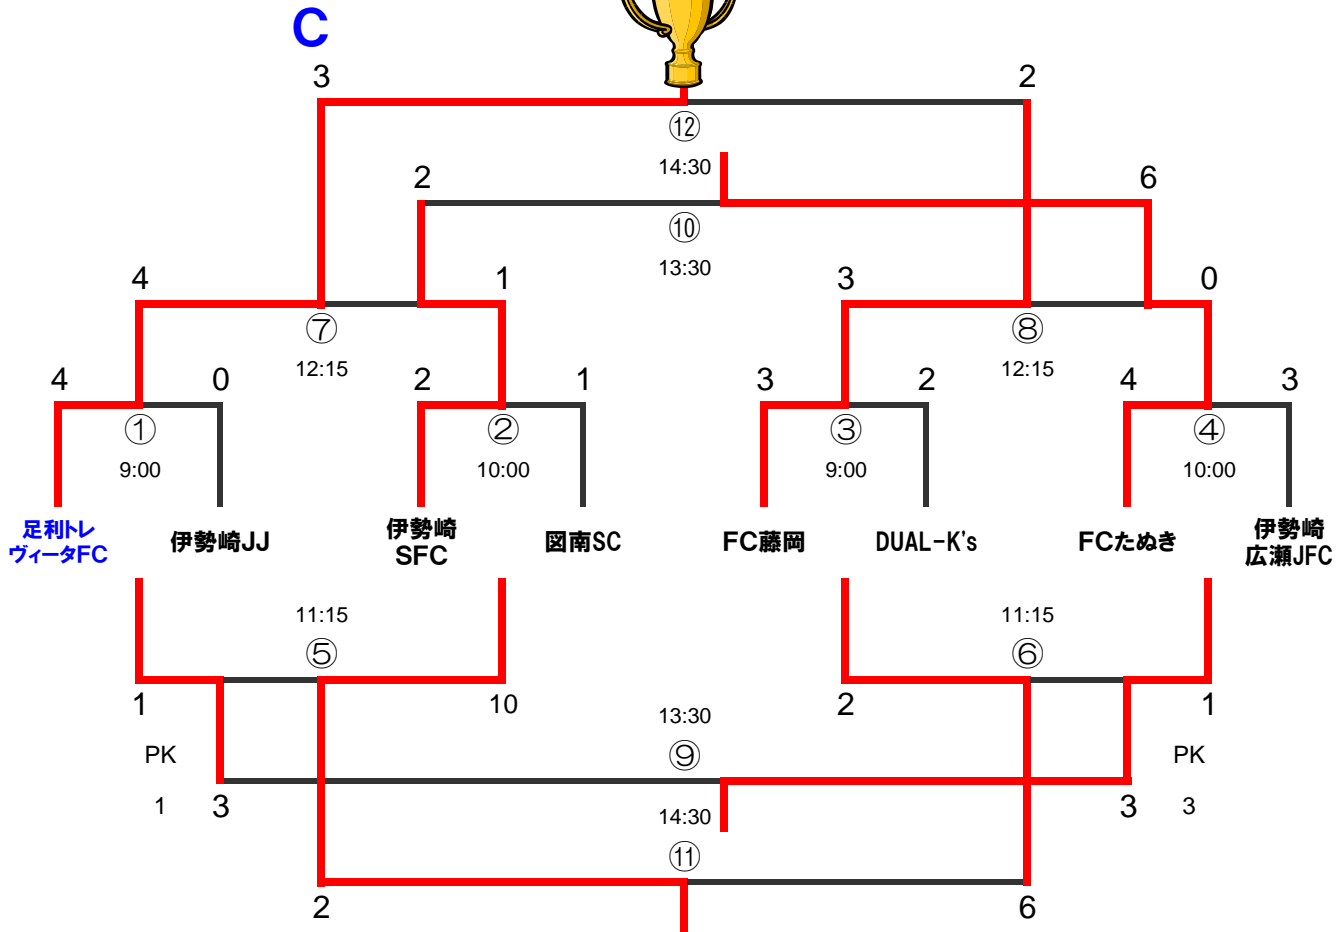 C
3 2
⑫
14:30
2 6
⑩
13:30
4 1 3 0
⑦ ⑧
12:15 12:15
4 0 2 1 3 2 4 3
① ② ③ ④
9:00 10:00 9:00 10:00
足利トレ 伊勢崎 伊勢崎
ヴィータFC 伊勢崎JJ SFC 図南SC FC藤岡 DUAL-K's FCたぬき 広瀬JFC
11:15 11:15
⑤ ⑥
1 10 2 1
13:30
PK ⑨ PK
1 3 3 3
14:30
⑪
2 6